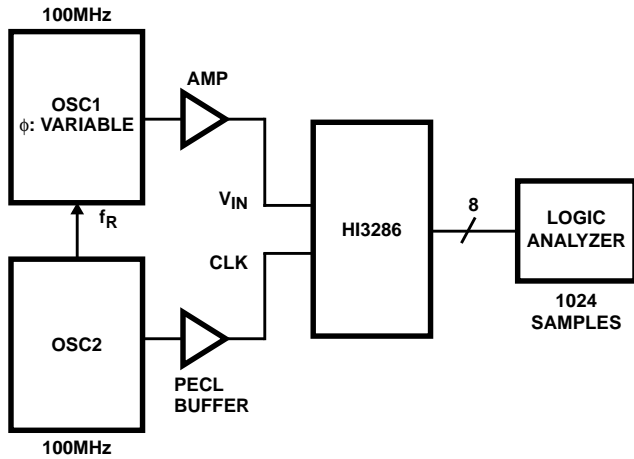 100MHz
OSC1
ϕ: VARIABLE
AMP
fR
VIN
CLK
HI3286
8
LOGIC
ANALYZER
1024
SAMPLES
OSC2
PECL
BUFFER
100MHz